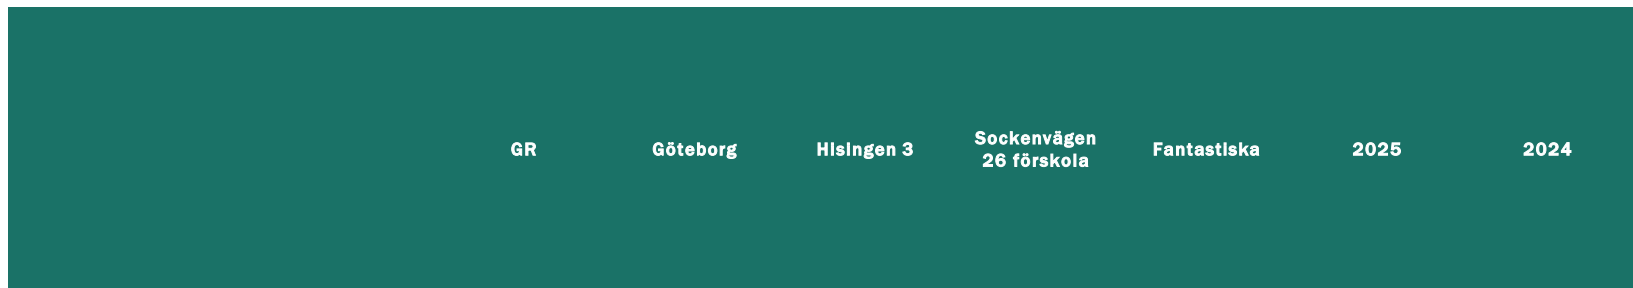 GR
Göteborg
Hisingen 3
Sockenvägen
26 förskola
Fantastiska
2025
2024